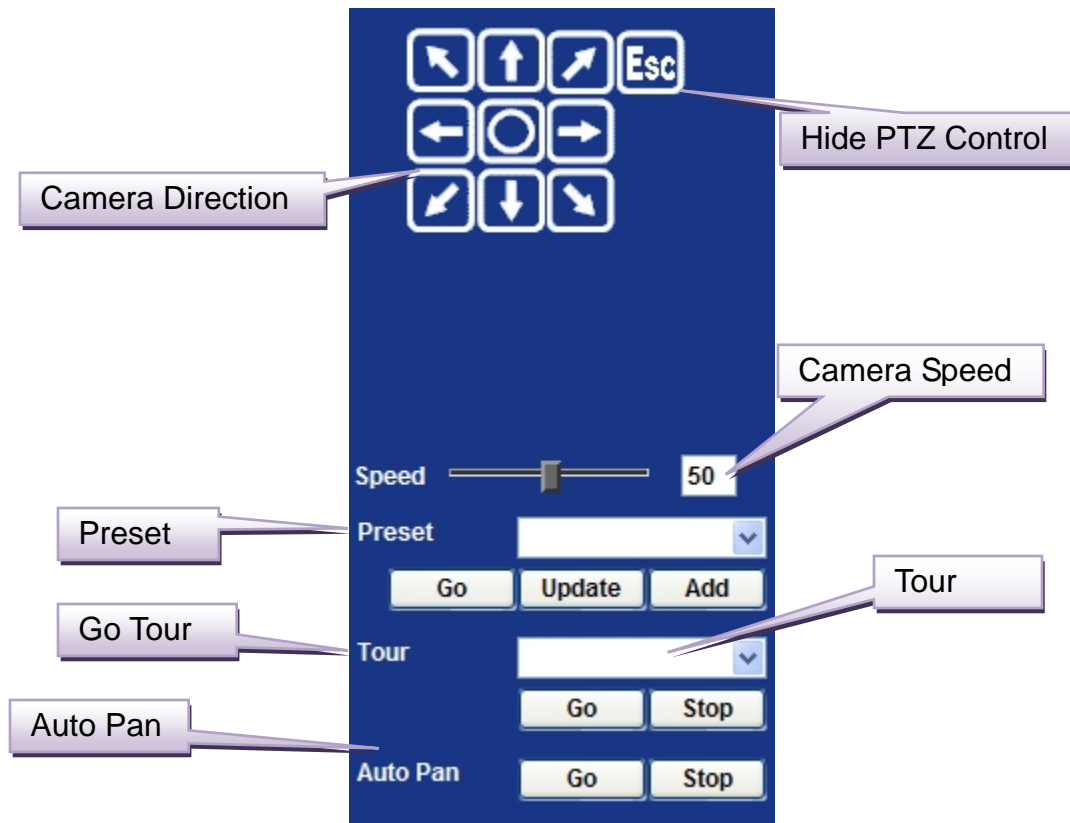 Esc
Hide PTZ Control
Camera Direction
Camera Speed
Speed 50
Preset
Preset
Go Update Add
Tour
Go Tour
Tour
Go Stop
Auto Pan
Auto Pan Go Stop